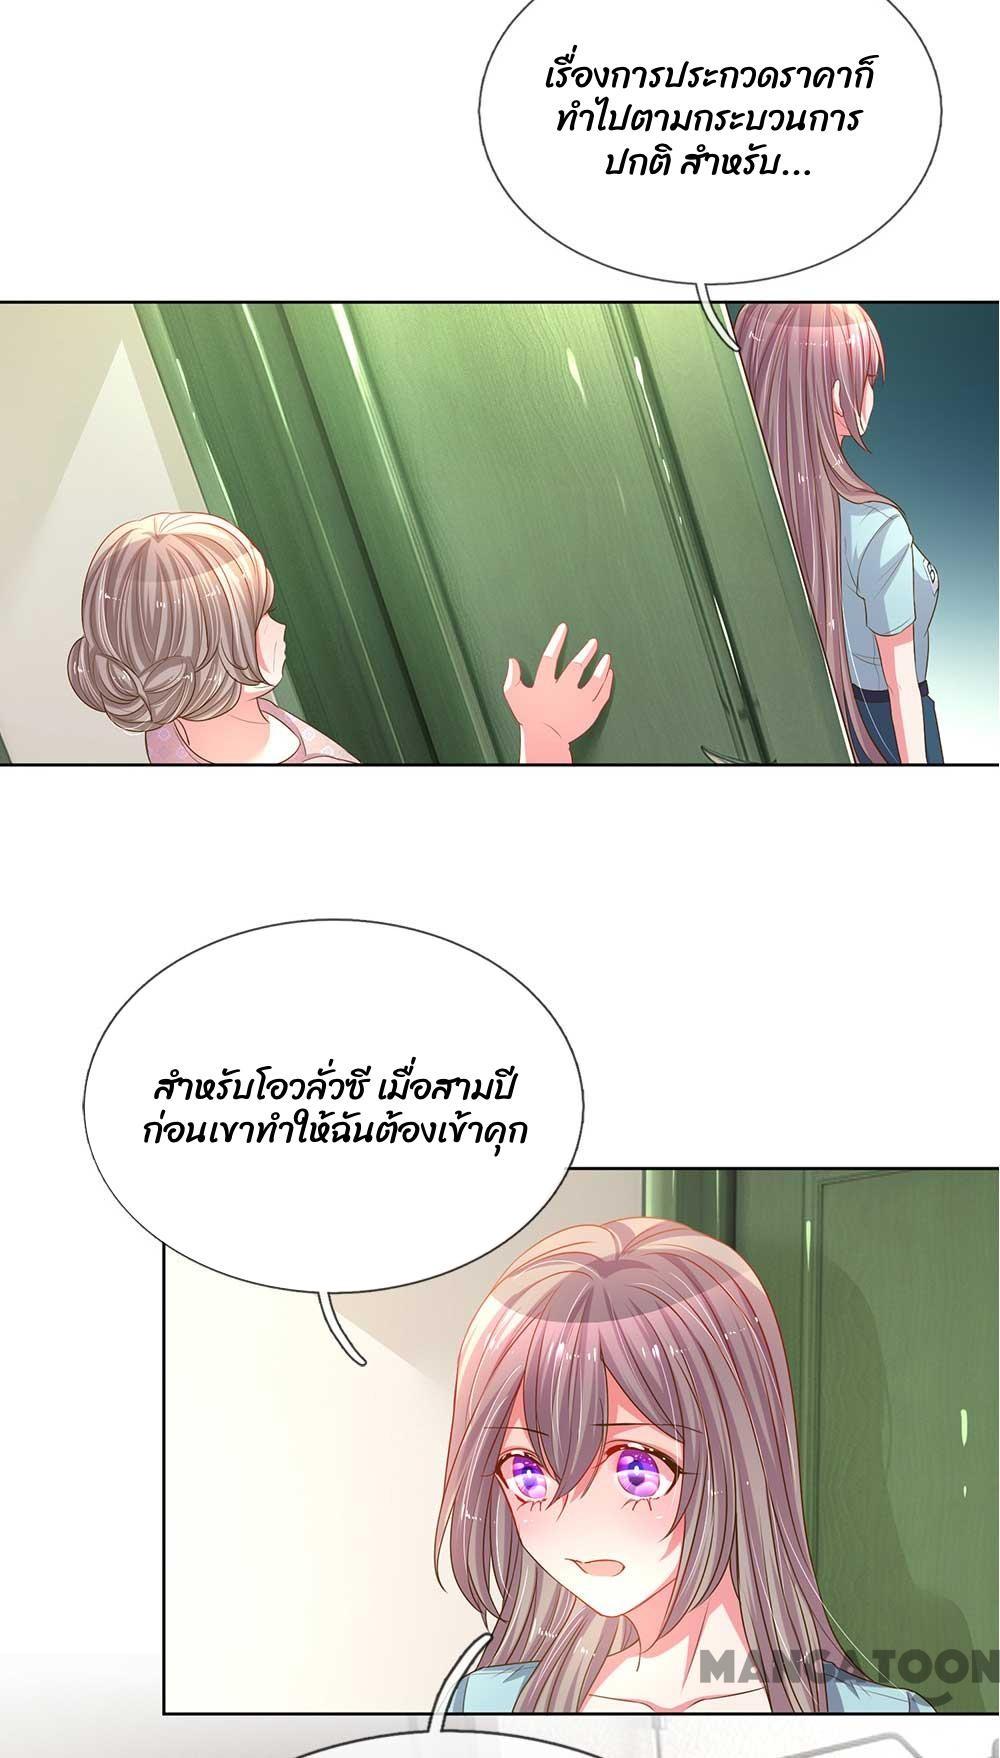 เรื่องการประกวดราคาก็
ทำไปตามกระบวนการ
ปกติ สำหรับ...
สำหรับโอวลั่วซี เมื่อสามปี
ก่อนเขาทำให้ฉันต้องเข้าคุก
MANGATOON